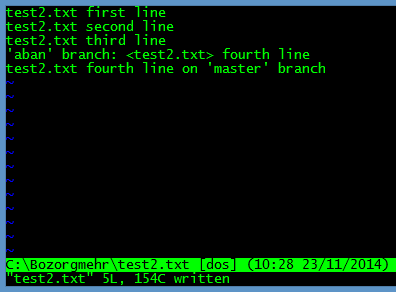 test2.txt first line
test2.txt second line
test2.txt third line
'aban' branch: <test2.txt> fourth line
test2.txt fourth line on 'master' branch
~
~
~
~
~
~
~
~
~
~
~
~
~
C:\Bozorgmehr\test2.txt [dos] (10:28 23/11/2014)
"test2.txt" 5L, 154C written